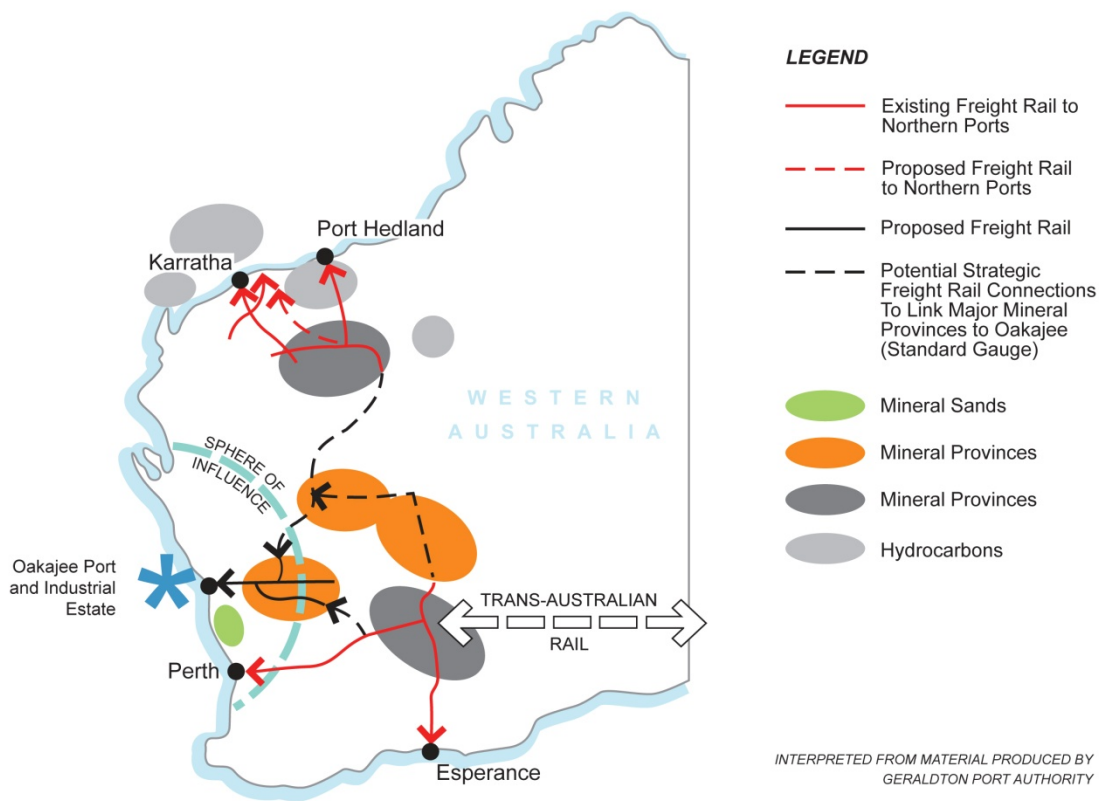 LEGEND
Existing Freight Rail to
Northern Ports
Proposed Freight Rail
to Northern Ports
Proposed Freight Rail
Potential Strategic
Freight Rail Connections
To Link Major Mineral
Provinces to Oakajee
(Standard Gauge)
Mineral Sands
Mineral Provinces
Mineral Provinces
Hydrocarbons
Port Hedland
Karratha
WESTERN
AUSTRALIA
SPHERE OF
INFLUENCE
Oakajee Port
and Industrial
Estate
TRANS-AUSTRALIAN
RAIL
Perth
Esperance
INTERPRETED FROM MATERIAL PRODUCED BY
GERALDTON PORT AUTHORITY